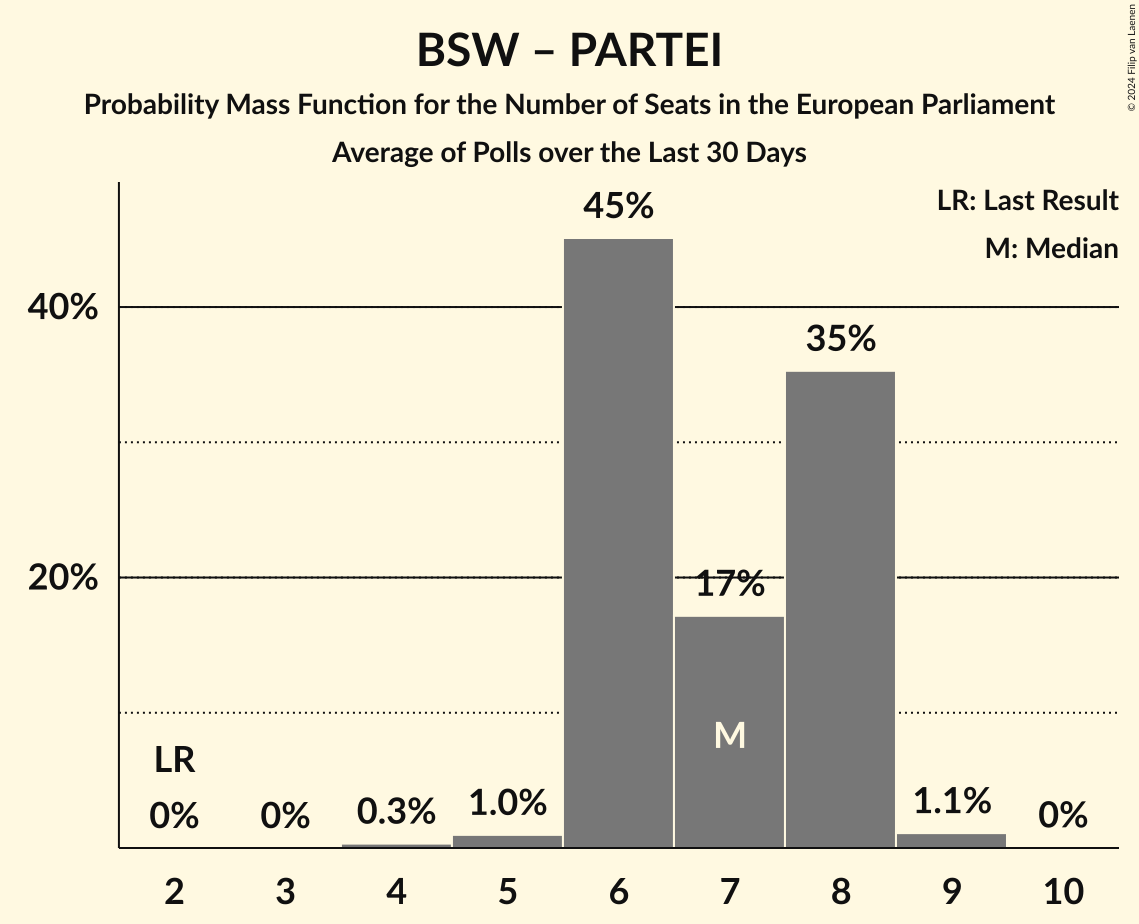 BSW – PARTEI
Probability Mass Function for the Number of Seats in the European Parliament
Average of Polls over the Last 30 Days
© 2024 Filip van Laenen
LR: Last Result
M: Median
45%
40%
35%
20%
17%
M
LR
0%
0%
0.3%
1.0%
1.1%
0%
2 3 4 5 6 7 8 9 10